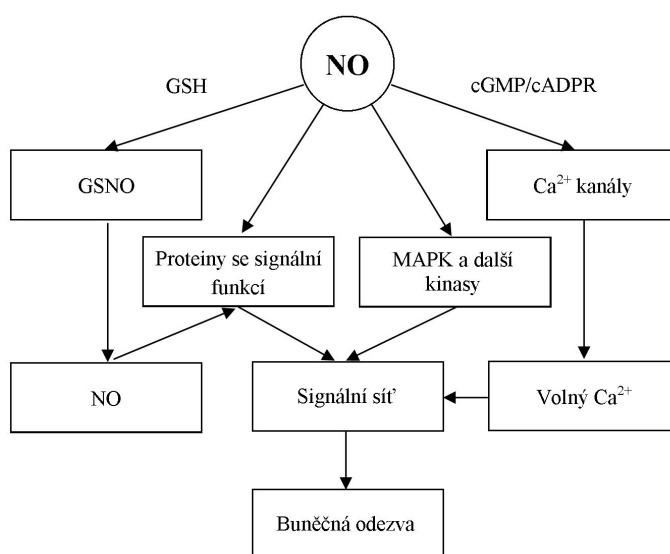 NO
GSH
cGMP/cADPR
GSNO
Ca²⁺ kanály
Proteiny se signální
funkcí
MAPK a další
kinasy
NO
Signální síť
Volný Ca²⁺
Buněčná odezva